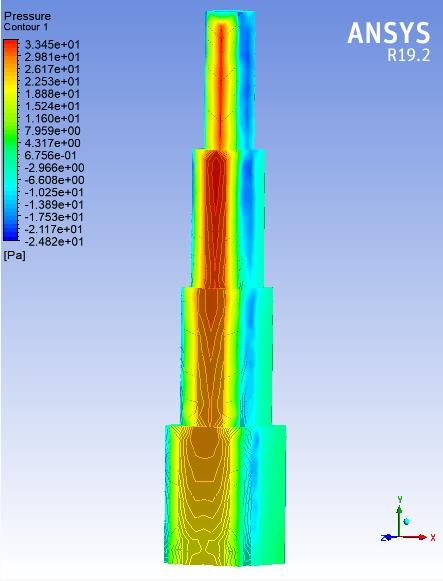 Pressure
Contour 1
3.345e+01
2.981e+01
2.617e+01
2.253e+01
1.888e+01
1.524e+01
1.160e+01
7.959e+00
4.317e+00
6.756e-01
-2.966e+00
-6.608e+00
-1.025e+01
-1.389e+01
-1.753e+01
-2.117e+01
-2.482e+01
[Pa]
ANSYS
R19.2
Y
Z
X